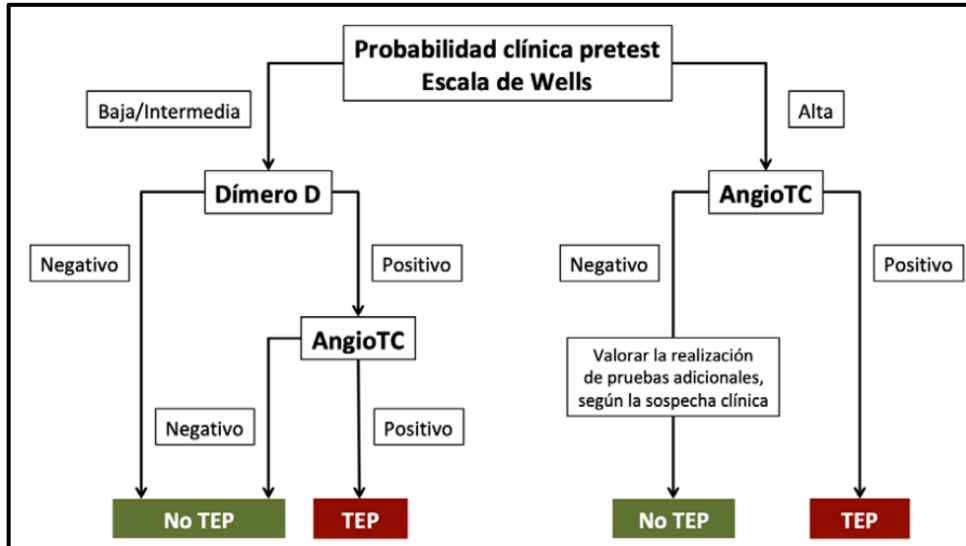 Probabilidad clínica pretest
Escala de Wells
Baja/Intermedia
Alta
Dímero D
AngioTC
Negativo
Positivo
Negativo
Positivo
AngioTC
Valorar la realización
de pruebas adicionales,
según la sospecha clínica
Negativo
Positivo
No TEP
TEP
No TEP
TEP